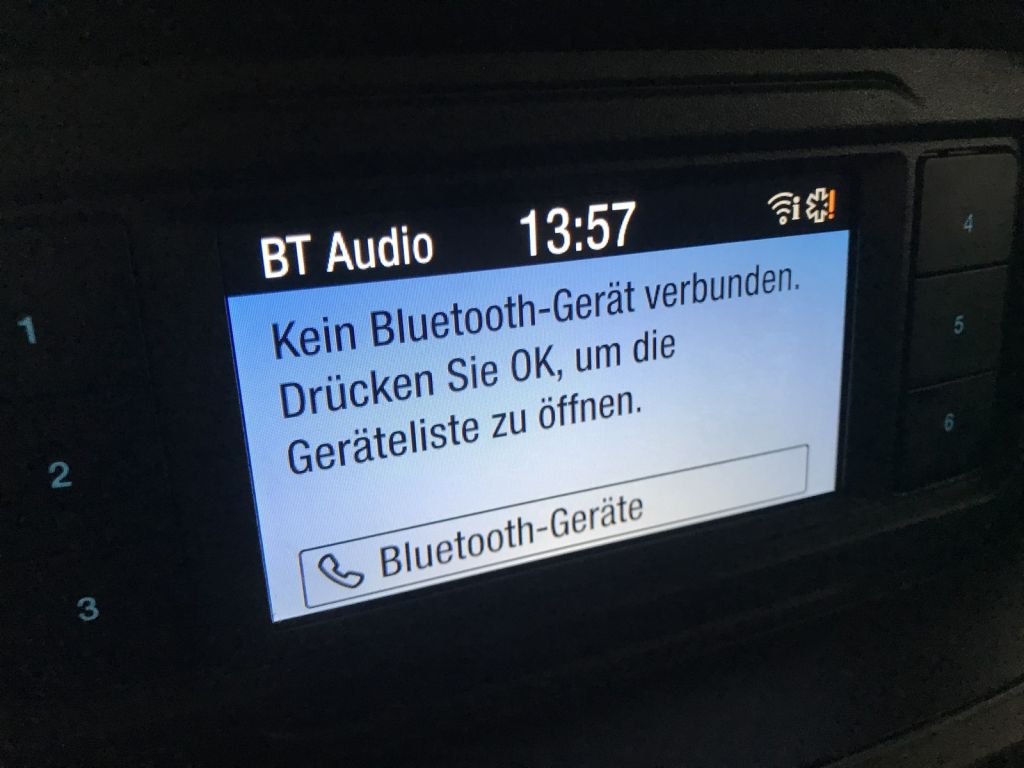 BT Audio 13:57
Kein Bluetooth-Gerät verbunden.
Drücken Sie OK, um die
Geräteliste zu öffnen.
Bluetooth-Geräte
1
2
3
4
5
6